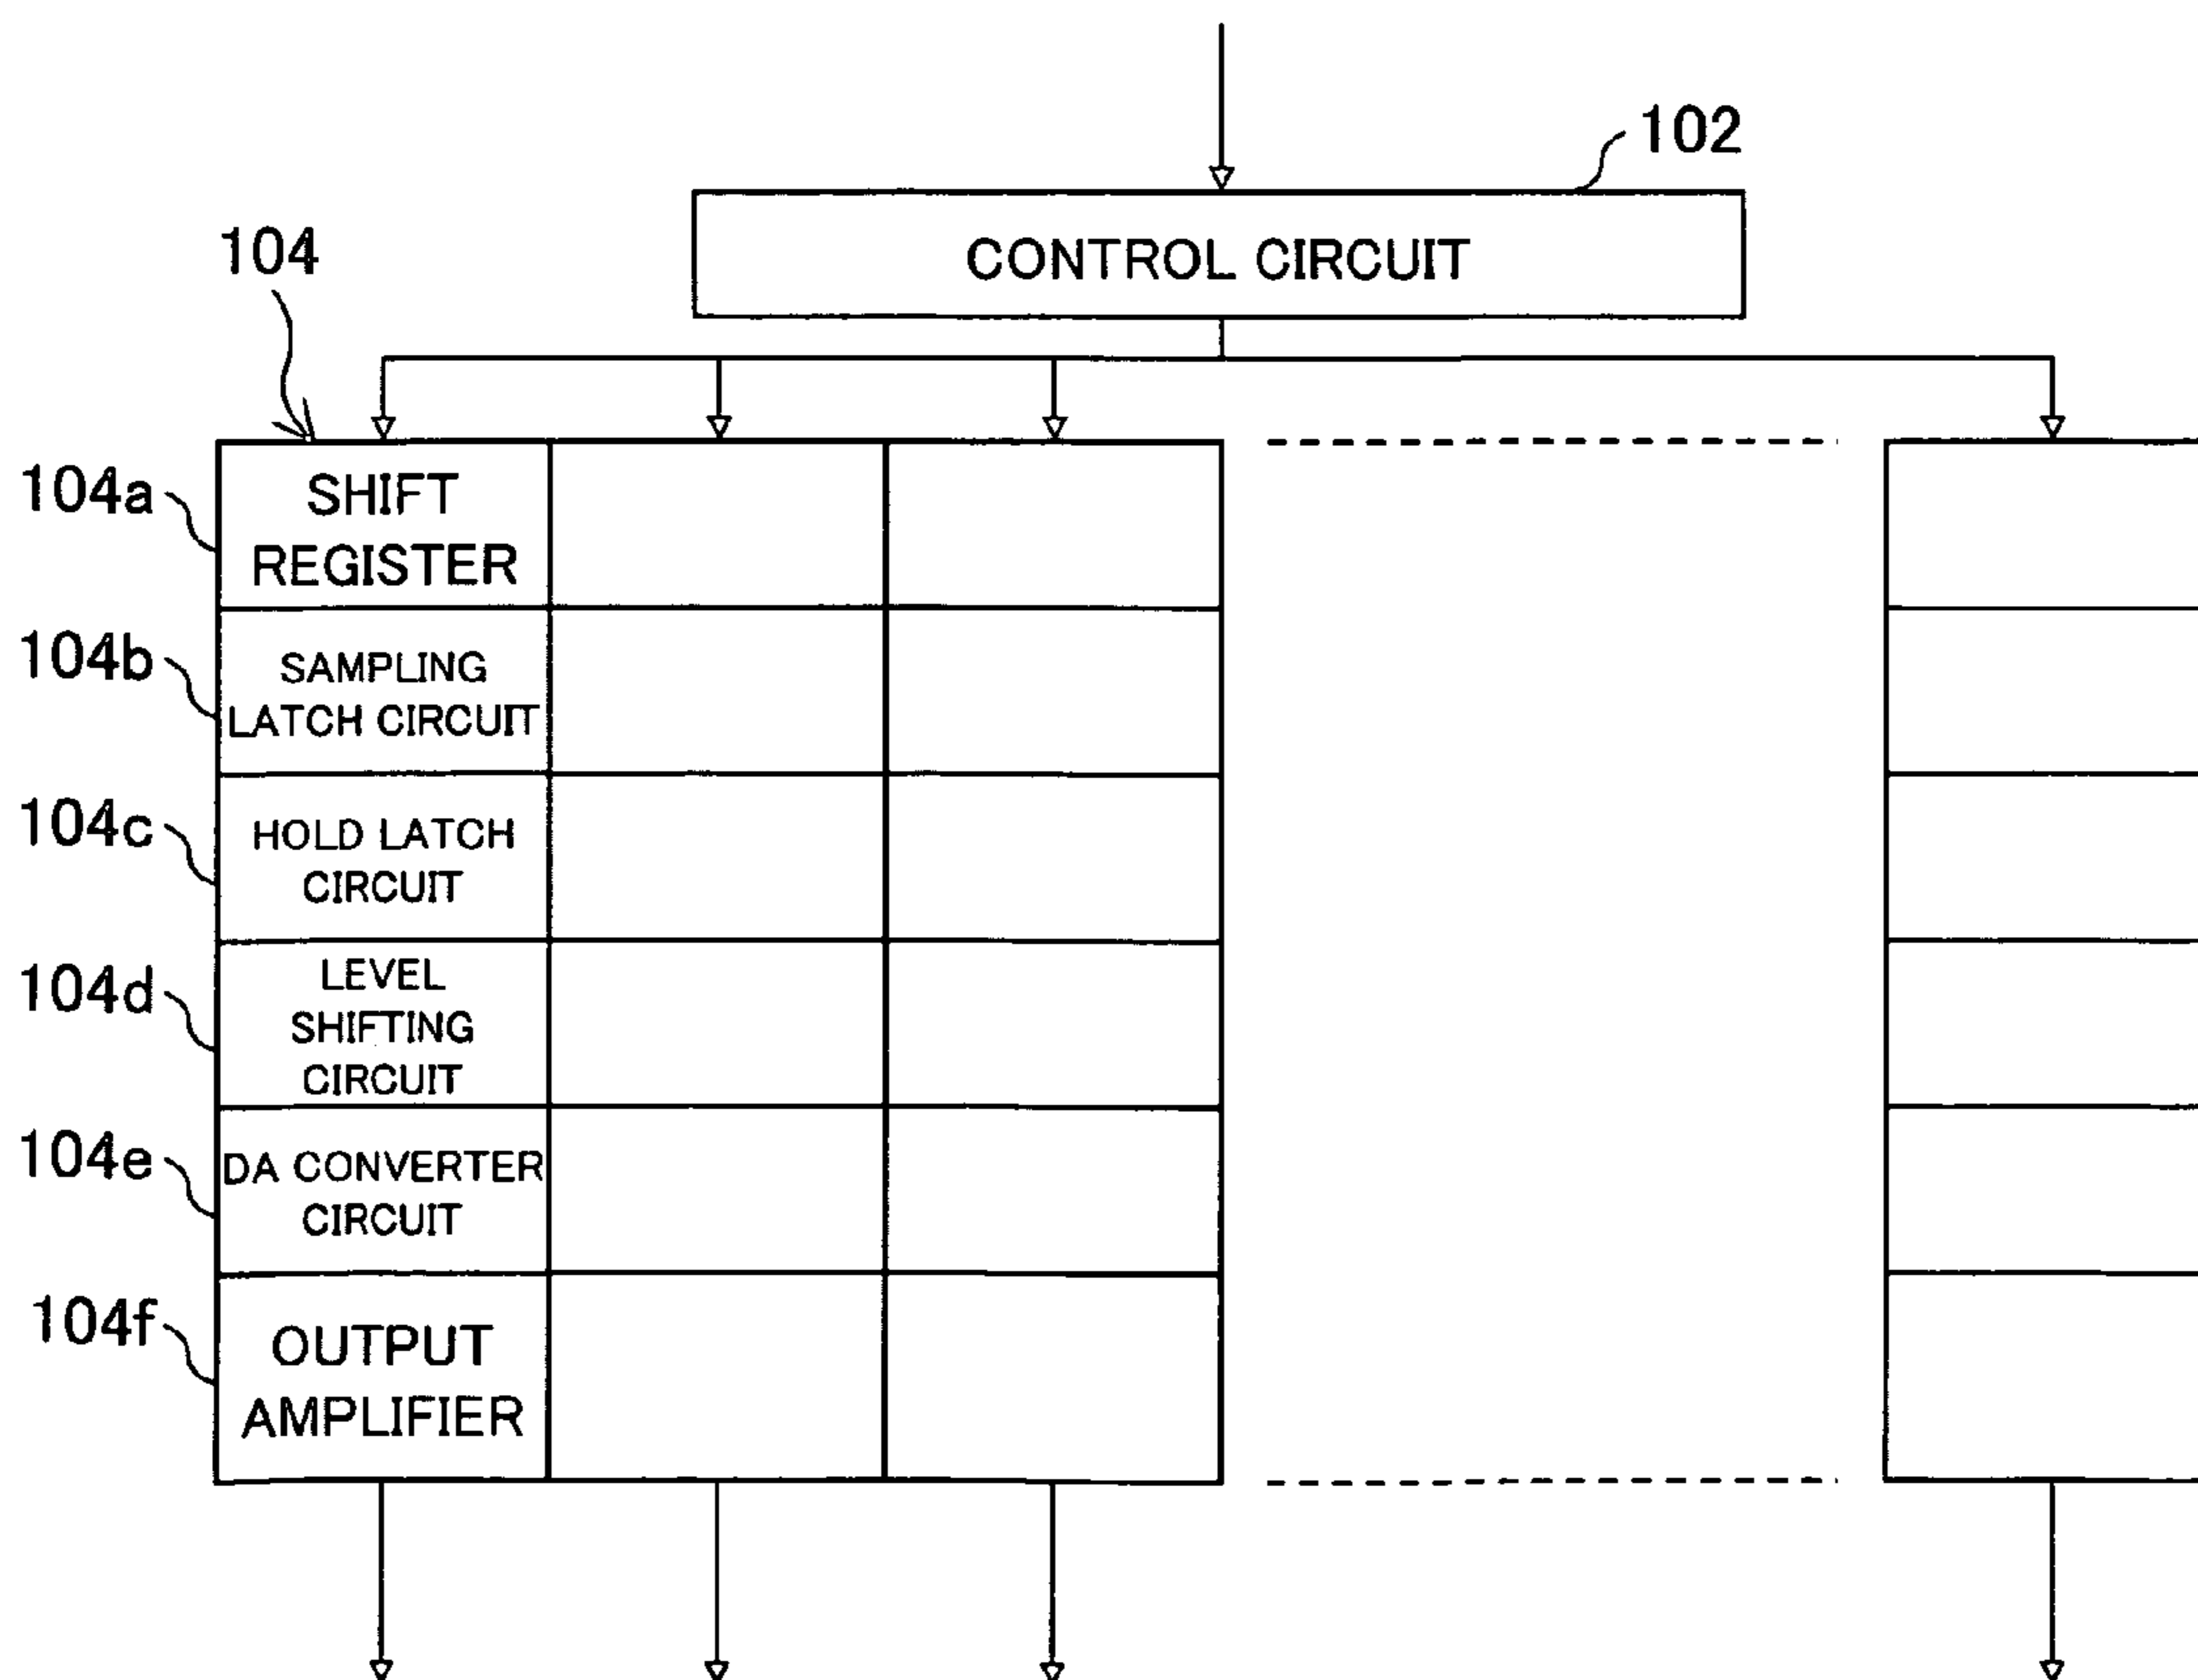 102
CONTROL CIRCUIT
104
104a
SHIFT
REGISTER
104b
SAMPLING
LATCH CIRCUIT
104c
HOLD LATCH
CIRCUIT
104d
LEVEL
SHIFTING
CIRCUIT
104e
DA CONVERTER
CIRCUIT
104f
OUTPUT
AMPLIFIER